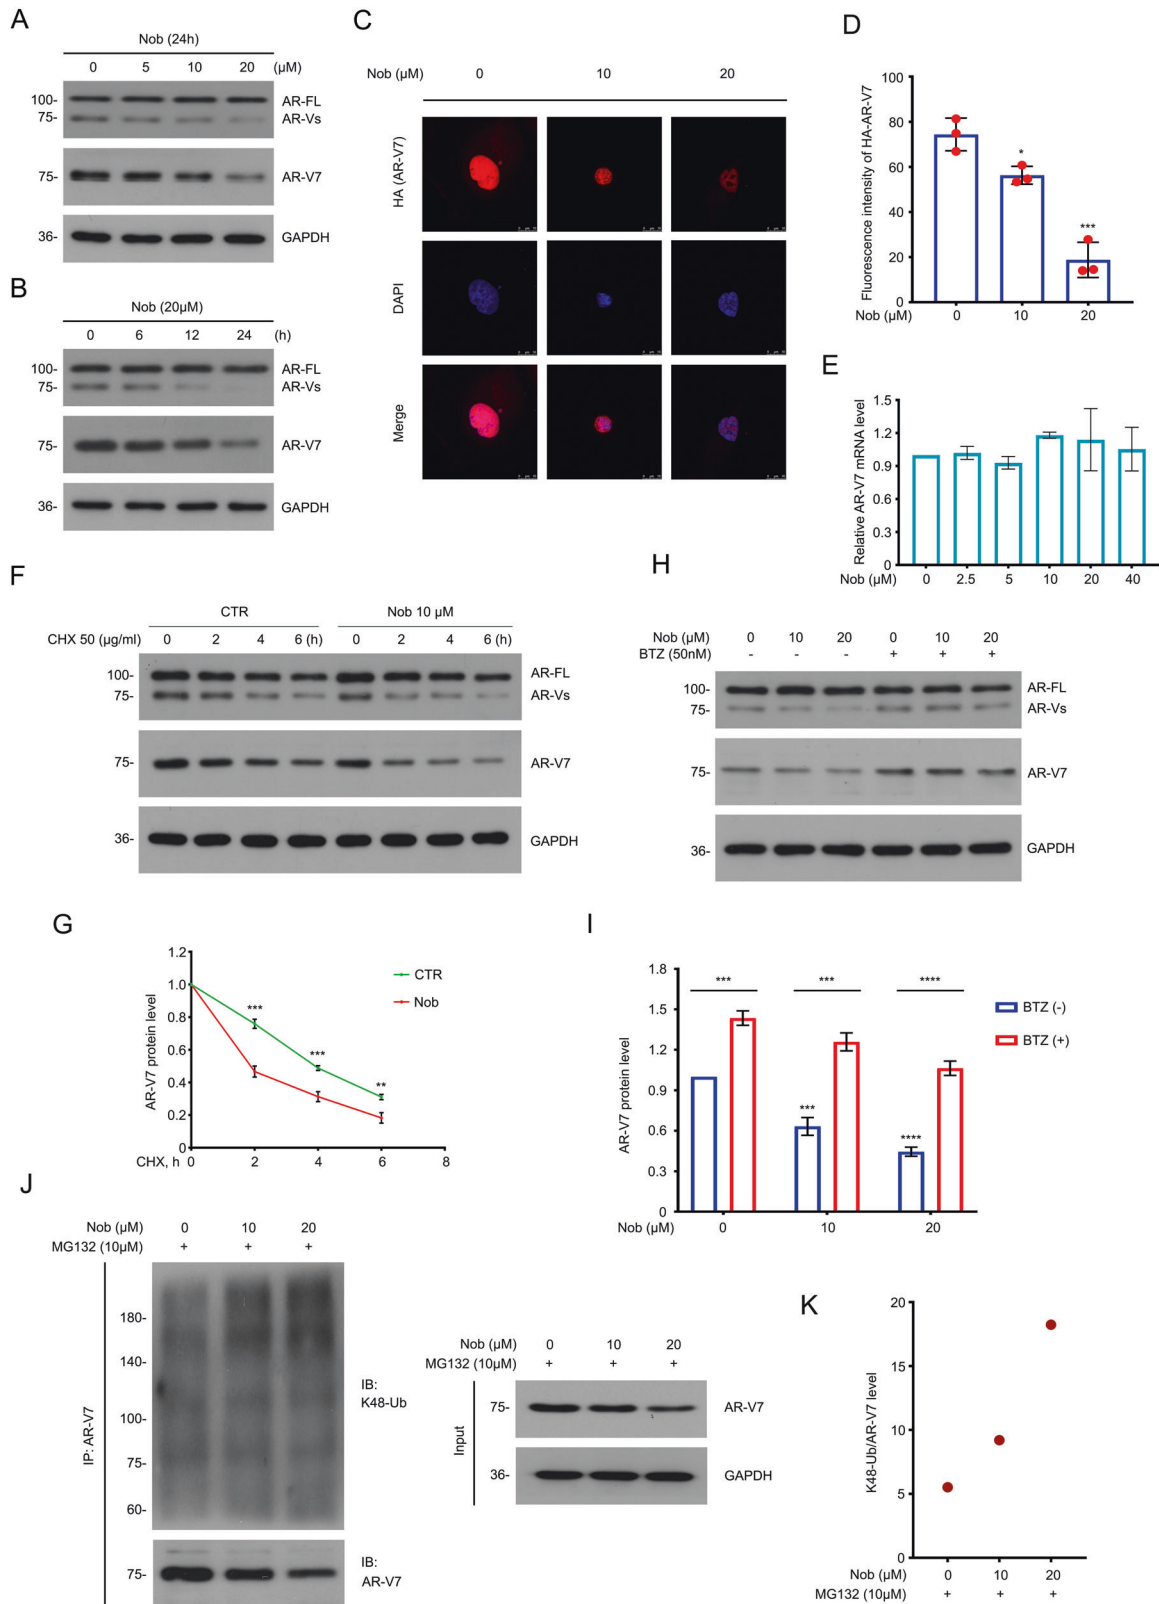 A
Nob (24h)
0 5 10 20 (μM)
100- AR-FL
75- AR-Vs
75- AR-V7
36- GAPDH
B
Nob (20μM)
0 6 12 24 (h)
100- AR-FL
75- AR-Vs
75- AR-V7
36- GAPDH
C
Nob (μM) 0 10 20
HA (AR-V7)
DAPI
Merge
D
Fluorescence intensity of HA-AR-V7
100
80
60
40
20
0
*
***
Nob (μM) 0 10 20
E
Relative AR-V7 mRNA level
1.5
1.2
0.9
0.6
0.3
0
Nob (μM) 0 2.5 5 10 20 40
F
CTR Nob 10 μM
CHX 50 (μg/ml) 0 2 4 6 (h) 0 2 4 6 (h)
100- AR-FL
75- AR-Vs
75- AR-V7
36- GAPDH
H
Nob (μM) 0 10 20 0 10 20
BTZ (50nM) - - - + + +
100- AR-FL
75- AR-Vs
75- AR-V7
36- GAPDH
G
AR-V7 protein level
1.2
1.0
0.8
0.6
0.4
0.2
0
*** *** **
CTR
Nob
CHX, h 0 2 4 6 8
I
AR-V7 protein level
1.8
1.5
1.2
0.9
0.6
0.3
0
*** *** ****
***
****
BTZ (-)
BTZ (+)
Nob (μM) 0 10 20
J
Nob (μM) 0 10 20
MG132 (10μM) + + +
IP: AR-V7
180-
140-
100-
75-
60-
IB:
K48-Ub
75-
IB:
AR-V7
Nob (μM) 0 10 20
MG132 (10μM) + + +
Input
75- AR-V7
36- GAPDH
K
K48-Ub/AR-V7 level
20
15
10
5
0
Nob (μM) 0 10 20
MG132 (10μM) + + +